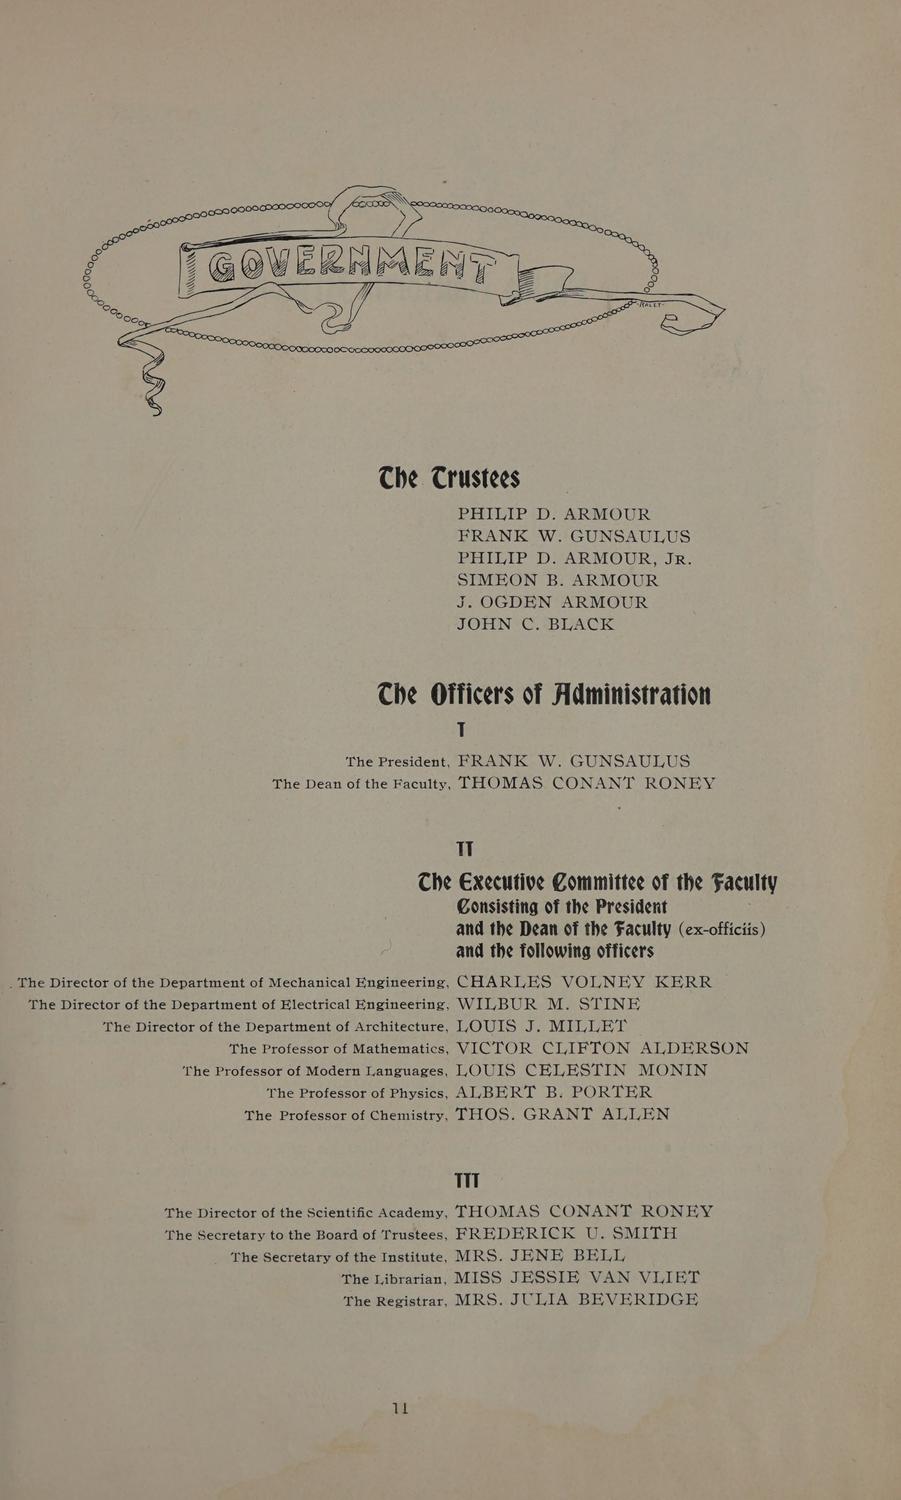 GOVERNMENT
The Trustees
PHILIP D. ARMOUR
FRANK W. GUNSAULUS
PHILIP D. ARMOUR, JR.
SIMEON B. ARMOUR
J. OGDEN ARMOUR
JOHN C. BLACK
The Officers of Administration
I
The President, FRANK W. GUNSAULUS
The Dean of the Faculty, THOMAS CONANT RONEY
II
The Executive Committee of the Faculty
Consisting of the President
and the Dean of the Faculty (ex-officiis)
and the following officers
The Director of the Department of Mechanical Engineering, CHARLES VOLNEY KERR
The Director of the Department of Electrical Engineering, WILBUR M. STINE
The Director of the Department of Architecture, LOUIS J. MILLET
The Professor of Mathematics, VICTOR CLIFTON ALDERSON
The Professor of Modern Languages, LOUIS CELESTIN MONIN
The Professor of Physics, ALBERT B. PORTER
The Professor of Chemistry, THOS. GRANT ALLEN
III
The Director of the Scientific Academy, THOMAS CONANT RONEY
The Secretary to the Board of Trustees, FREDERICK U. SMITH
The Secretary of the Institute, MRS. JENE BELL
The Librarian, MISS JESSIE VAN VLIET
The Registrar, MRS. JULIA BEVERIDGE
11